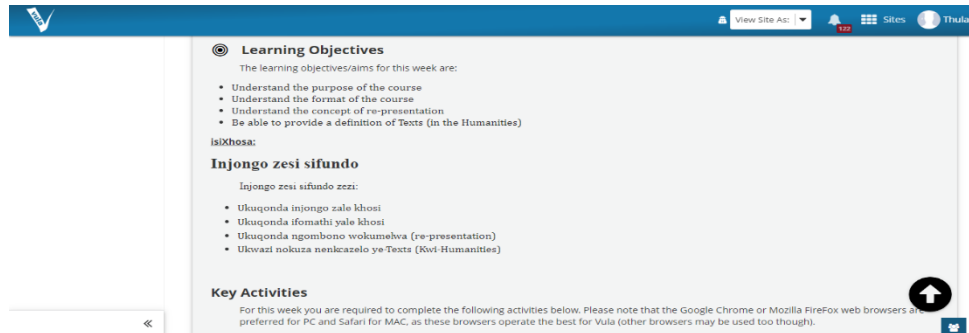 Vula
View Site As:
122
Sites
Thula
Learning Objectives
The learning objectives/aims for this week are:
• Understand the purpose of the course
• Understand the format of the course
• Understand the concept of re-presentation
• Be able to provide a definition of Texts (in the Humanities)
isiXhosa:
Injongo zesi sifundo
Injongo zesi sifundo zezi:
• Ukuqonda injongo zale khosi
• Ukuqonda ifomathi yale khosi
• Ukuqonda ngombono wokumelwa (re-presentation)
• Ukwazi nokuza nenkcazelo ye-Texts (Kwi-Humanities)
Key Activities
For this week you are required to complete the following activities below. Please note that the Google Chrome or Mozilla FireFox web browsers are
preferred for PC and Safari for MAC, as these browsers operate the best for Vula (other browsers may be used too though).